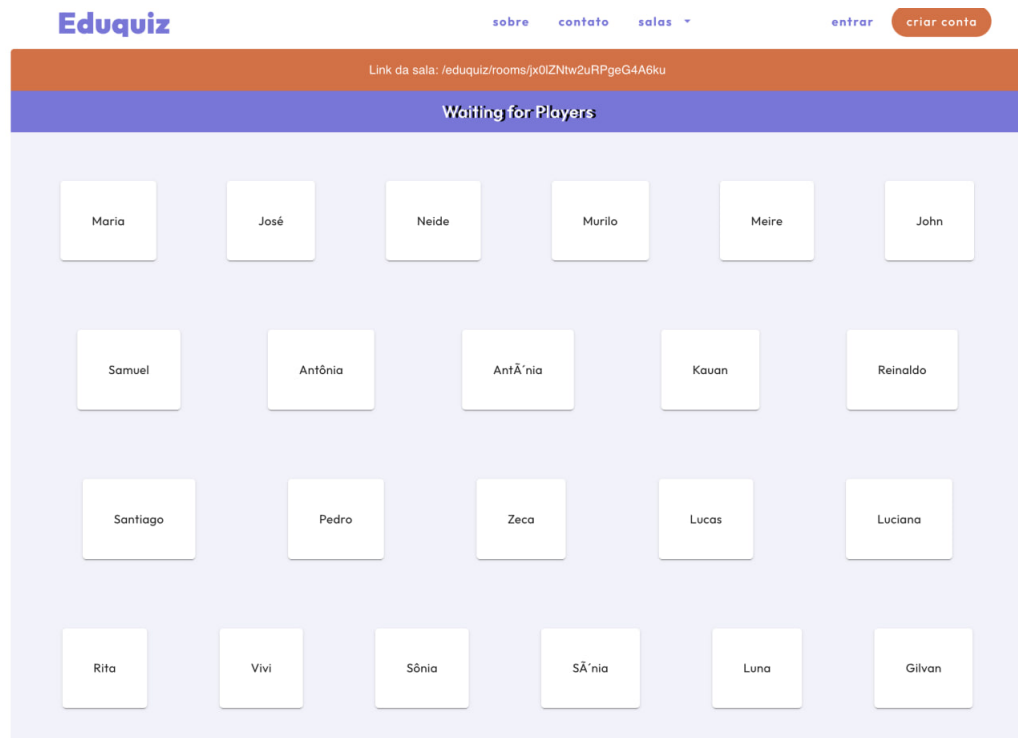 Eduquiz sobre contato salas entrar criar conta
Link da sala: /eduquiz/rooms/jx0lZNtw2uRPgeG4A6ku
Waiting for Players
Maria José Neide Murilo Meire John
Samuel Antônia AntÃ´nia Kauan Reinaldo
Santiago Pedro Zeca Lucas Luciana
Rita Vivi Sônia SÃ´nia Luna Gilvan